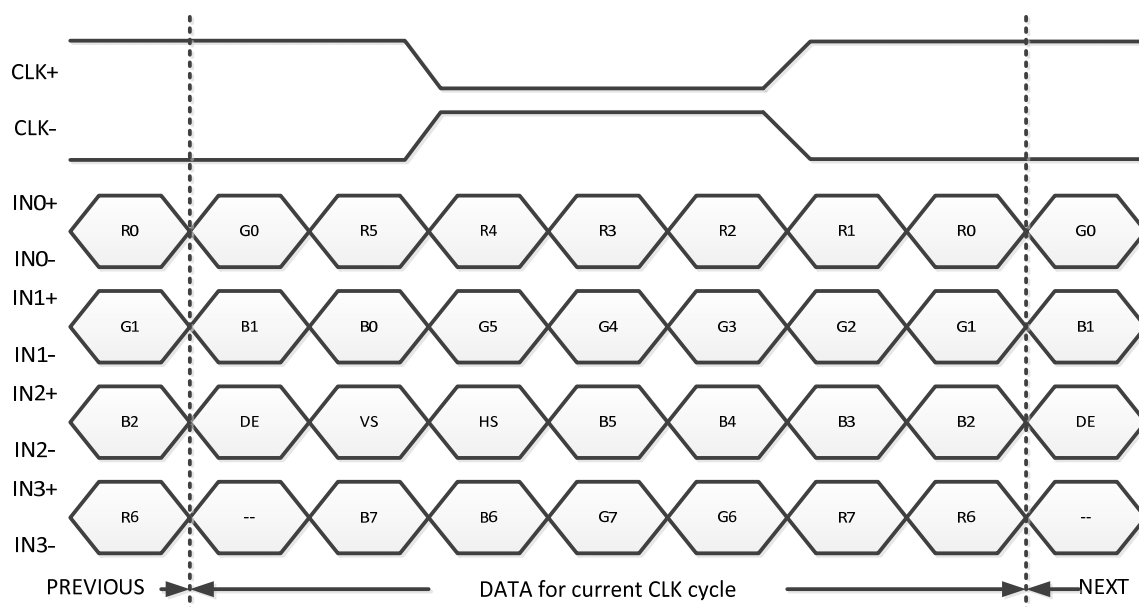 CLK+
CLK-
IN0+
R0 G0 R5 R4 R3 R2 R1 R0 G0
IN0-
IN1+
G1 B1 B0 G5 G4 G3 G2 G1 B1
IN1-
IN2+
B2 DE VS HS B5 B4 B3 B2 DE
IN2-
IN3+
R6 -- B7 B6 G7 G6 R7 R6 --
IN3-
PREVIOUS DATA for current CLK cycle NEXT